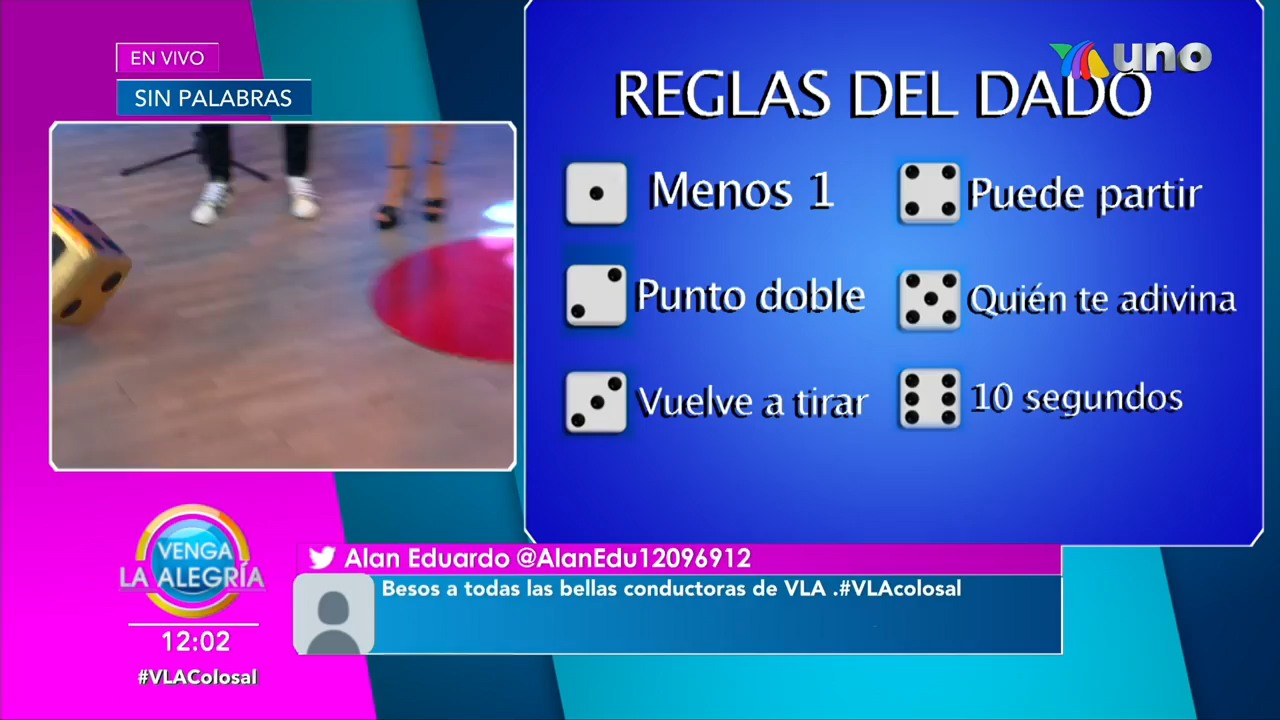 EN VIVO
SIN PALABRAS
uno
REGLAS DEL DADO
Menos 1
Puede partir
Punto doble
Quién te adivina
Vuelve a tirar
10 segundos
VENGA
LA ALEGRÍA
12:02
#VLAColosal
Alan Eduardo @AlanEdu12096912
Besos a todas las bellas conductoras de VLA .#VLAcolosal